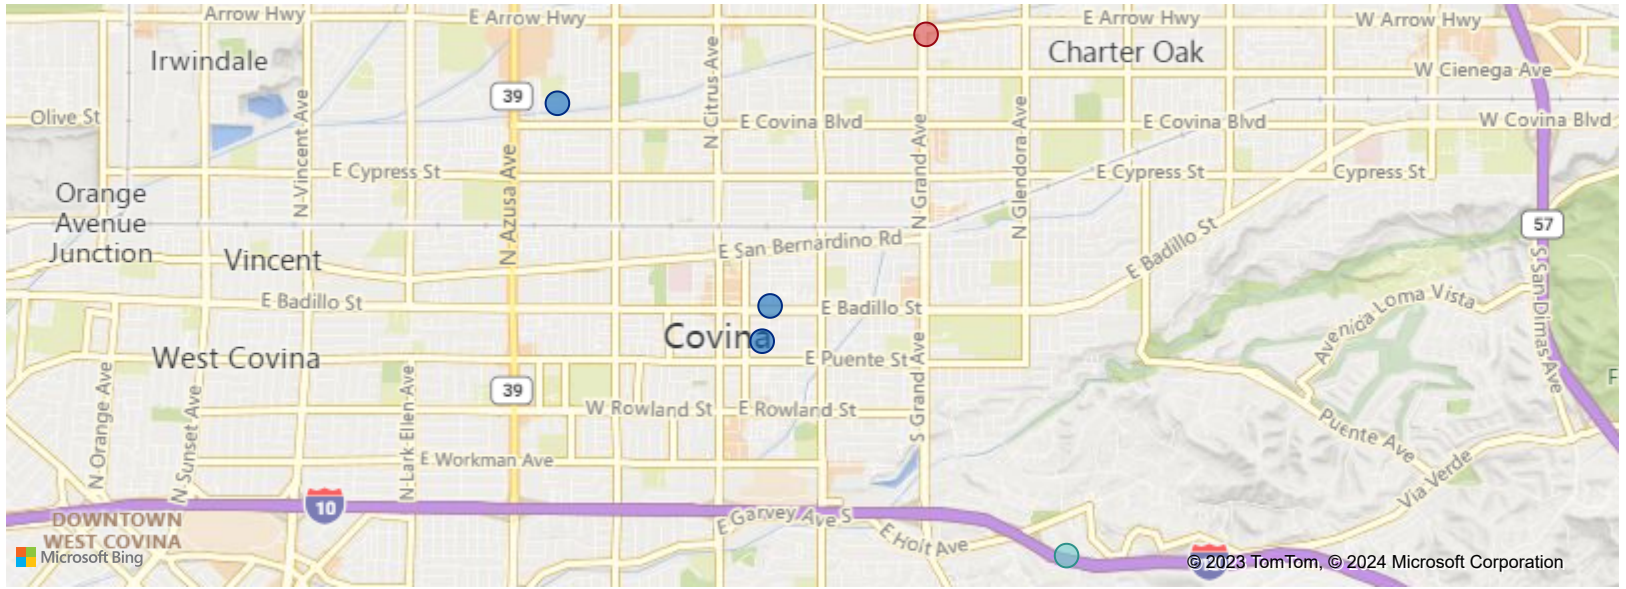 Arrow Hwy
E Arrow Hwy
E Arrow Hwy
W Arrow Hwy
Irwindale
Charter Oak
N Citrus Ave
W Cienega Ave
39
Olive St
N Vincent Ave
E Covina Blvd
E Covina Blvd
W Covina Blvd
N Grand Ave
N Glendora Ave
N Azusa Ave
E Cypress St
E Cypress St
Cypress St
Orange
Avenue
Junction
57
E San Bernardino Rd
E Badillo St
Vincent
S San Dimas Ave
E Badillo St
E Badillo St
Avenida Loma Vista
Covina
West Covina
E Puente St
S Grand Ave
39
N Orange Ave
N Sunset Ave
N Lark Ellen Ave
W Rowland St
E Rowland St
Puente Ave
E Workman Ave
Via Verde
10
E Garvey Ave S
E Holt Ave
DOWNTOWN
WEST COVINA
Microsoft Bing
© 2023 TomTom, © 2024 Microsoft Corporation